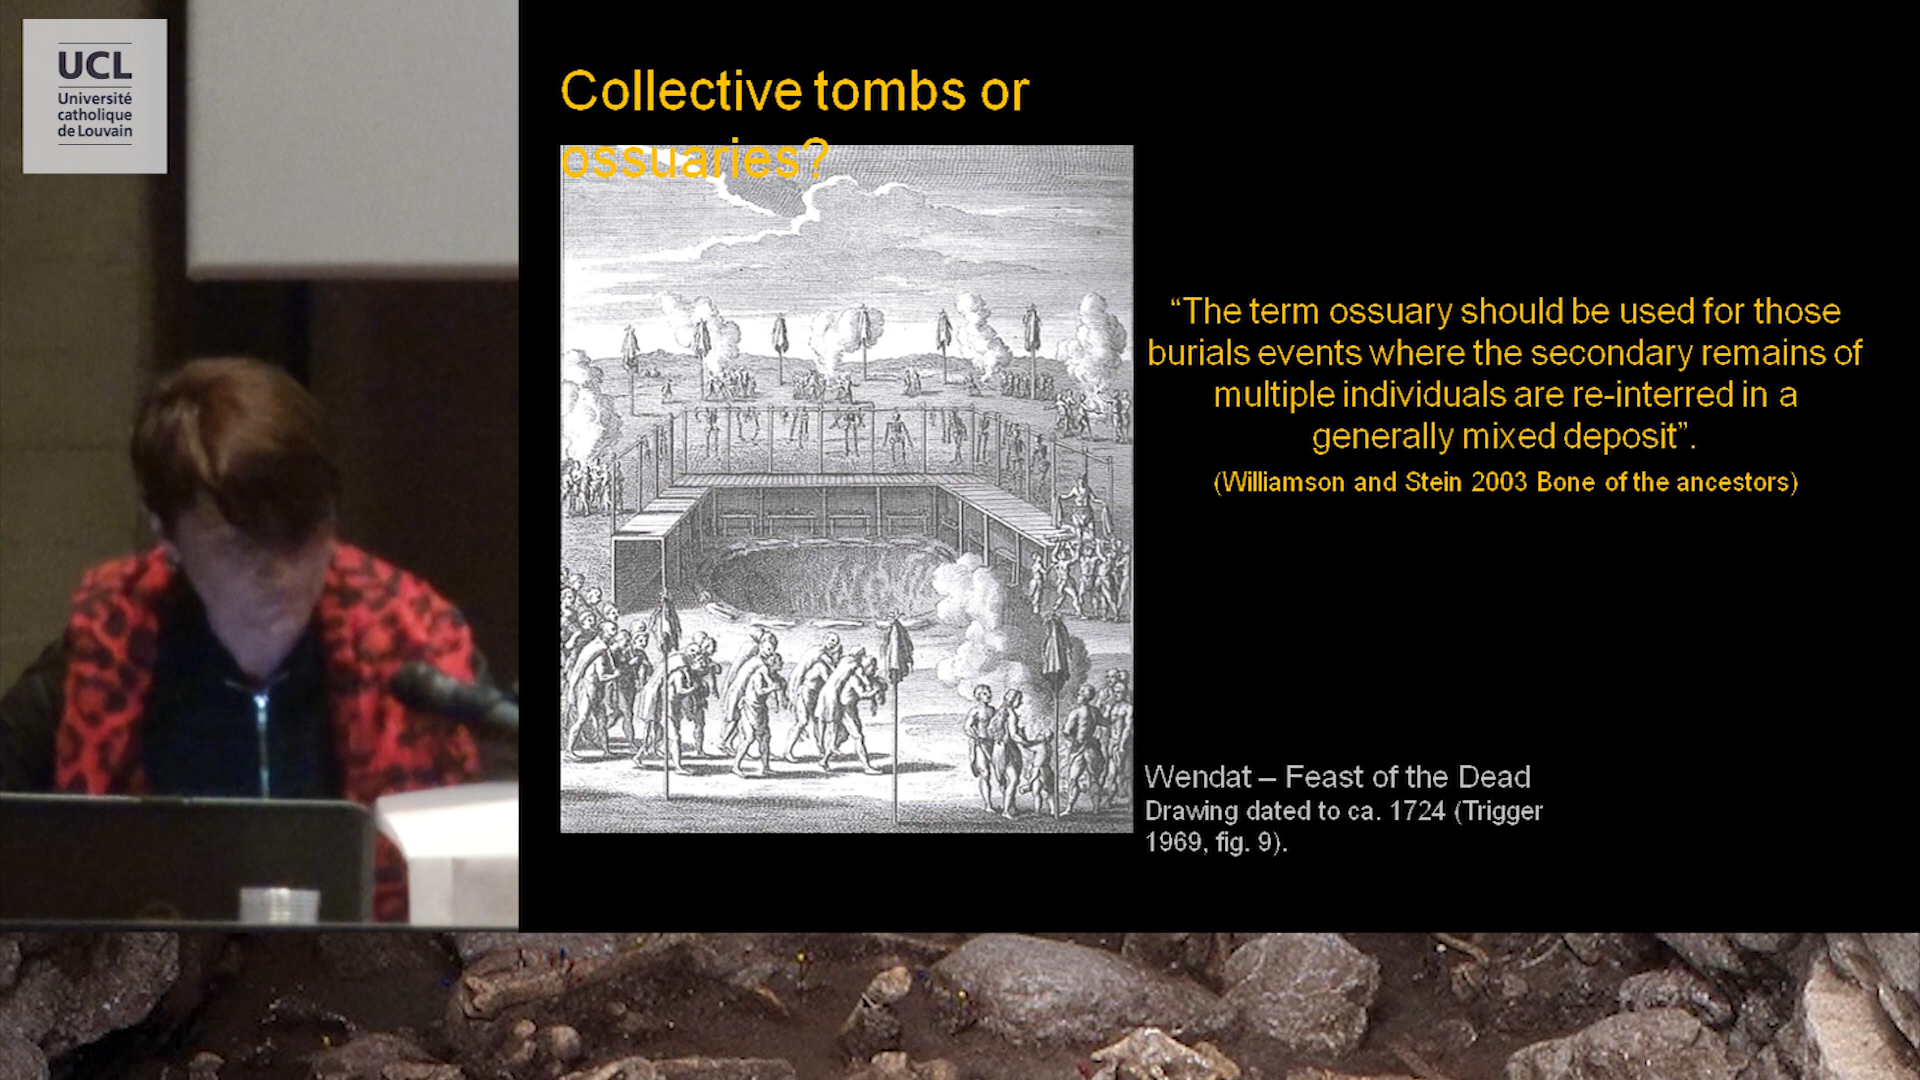 UCL
Université
catholique
de Louvain
Collective tombs or
ossuaries?
“The term ossuary should be used for those
burials events where the secondary remains of
multiple individuals are re-interred in a
generally mixed deposit”.
(Williamson and Stein 2003 Bone of the ancestors)
Wendat – Feast of the Dead
Drawing dated to ca. 1724 (Trigger
1969, fig. 9).